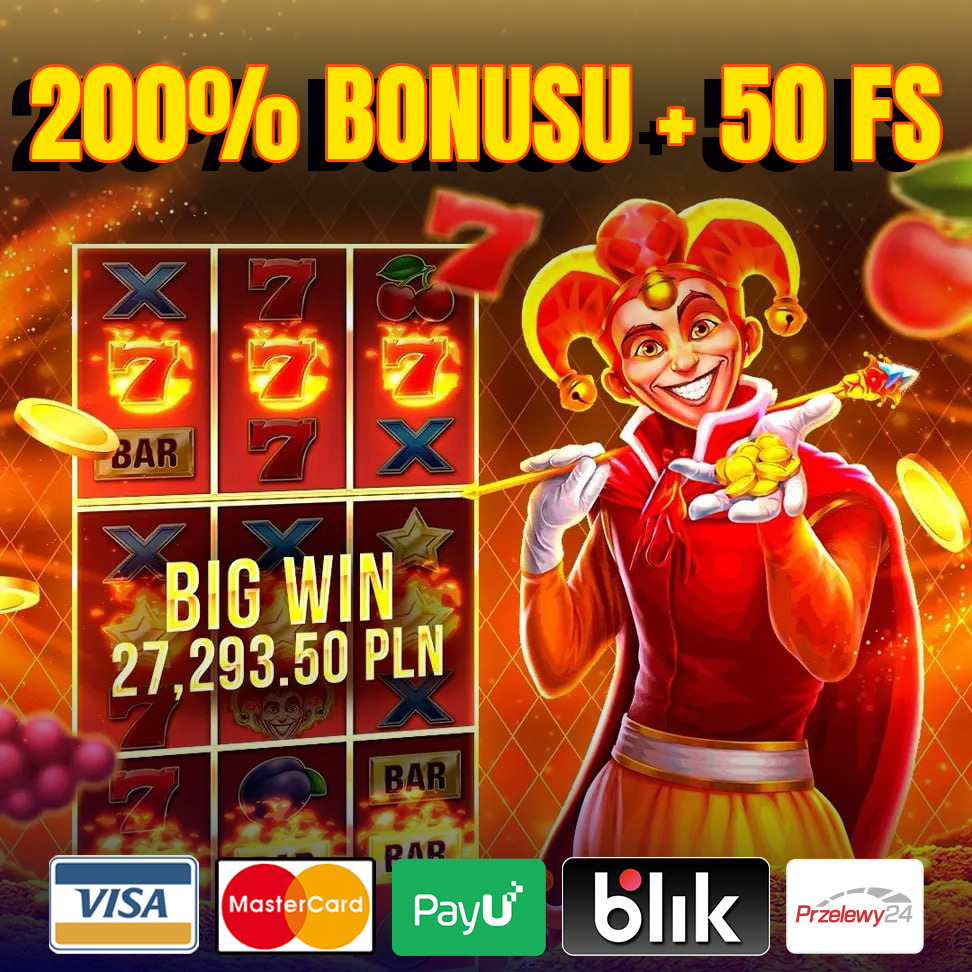 200% BONUSU + 50 FS
BAR
BIG WIN
27,293.50 PLN
BAR
BAR
VISA
MasterCard
PayU
blik
Przelewy24